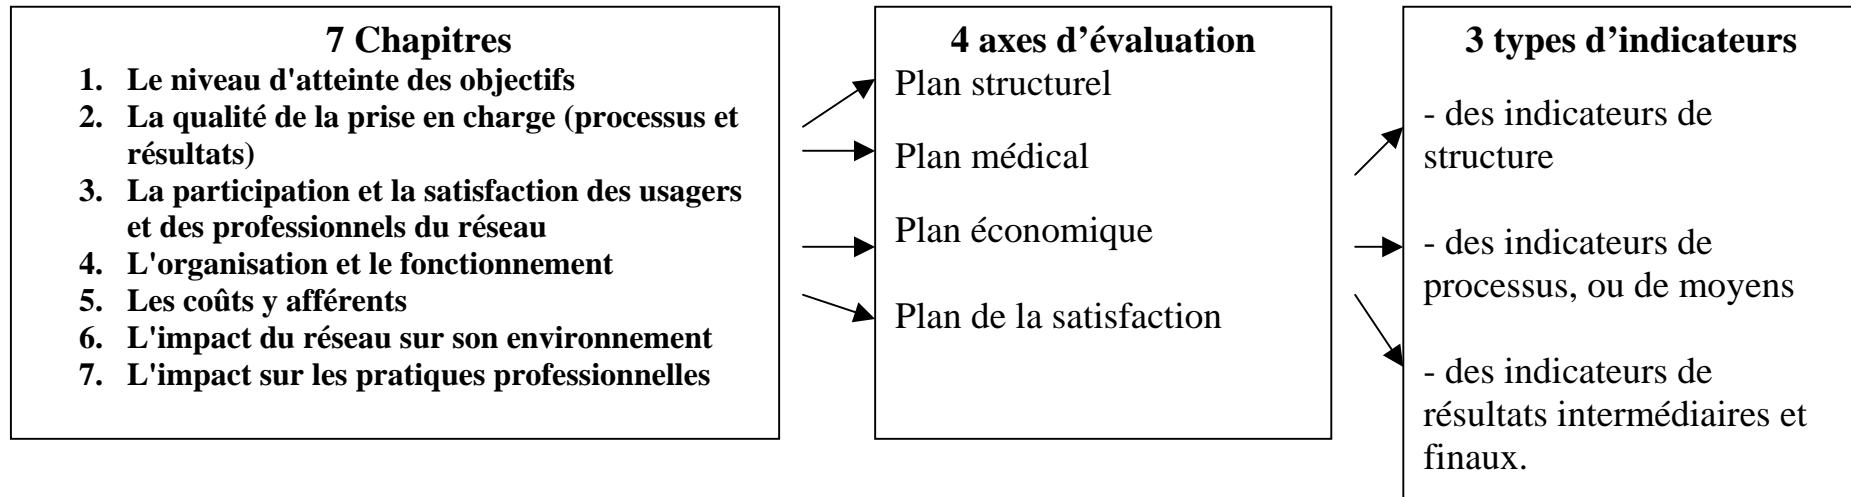 7 Chapitres
1. Le niveau d'atteinte des objectifs
2. La qualité de la prise en charge (processus et
résultats)
3. La participation et la satisfaction des usagers
et des professionnels du réseau
4. L'organisation et le fonctionnement
5. Les coûts y afférents
6. L'impact du réseau sur son environnement
7. L'impact sur les pratiques professionnelles
4 axes d’évaluation
Plan structurel
Plan médical
Plan économique
Plan de la satisfaction
3 types d’indicateurs
- des indicateurs de
structure
- des indicateurs de
processus, ou de moyens
- des indicateurs de
résultats intermédiaires et
finaux.